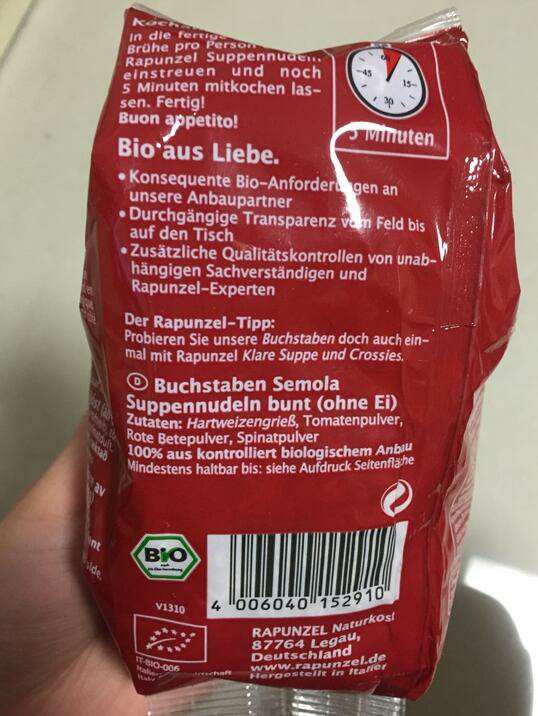 In die fertige
Brühe pro Person
Rapunzel Suppennudeln
einstreuen und noch
5 Minuten mitkochen las-
sen. Fertig!
Buon appetito!
60
45
15
30
5 Minuten
Bio aus Liebe.
• Konsequente Bio-Anforderungen an
unsere Anbaupartner
• Durchgängige Transparenz vom Feld bis
auf den Tisch
• Zusätzliche Qualitätskontrollen von unab-
hängigen Sachverständigen und
Rapunzel-Experten
Der Rapunzel-Tipp:
Probieren Sie unsere Buchstaben doch auch ein-
mal mit Rapunzel Klare Suppe und Crossies.
D Buchstaben Semola
Suppennudeln bunt (ohne Ei)
Zutaten: Hartweizengrieß, Tomatenpulver,
Rote Betepulver, Spinatpulver
100% aus kontrolliert biologischem Anbau
Mindestens haltbar bis: siehe Aufdruck Seitenfläche
Bio
nach
V1310
4 006040 152910
IT-BIO-006
RAPUNZEL Naturkost
87764 Legau,
Deutschland
www.rapunzel.de
Hergestellt in Italien